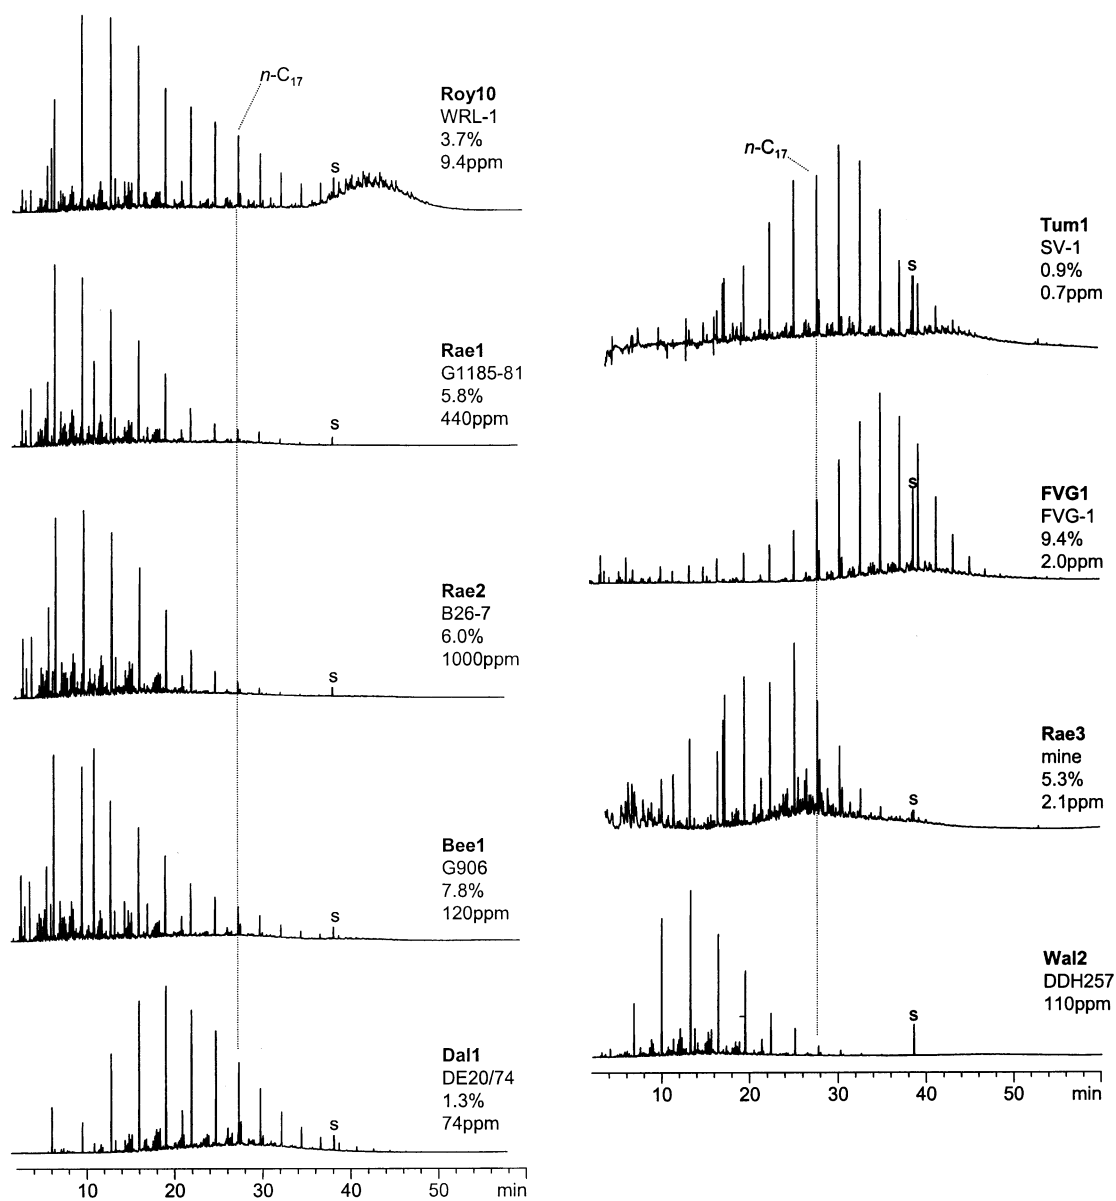 n-C17
Roy10
WRL-1
3.7%
9.4ppm
s
Rae1
G1185-81
5.8%
440ppm
s
Rae2
B26-7
6.0%
1000ppm
s
Bee1
G906
7.8%
120ppm
s
Dal1
DE20/74
1.3%
74ppm
s
10 20 30 40 50 min
n-C17
Tum1
SV-1
0.9%
0.7ppm
s
FVG1
FVG-1
9.4%
2.0ppm
s
Rae3
mine
5.3%
2.1ppm
s
Wal2
DDH257
110ppm
s
10 20 30 40 50 min